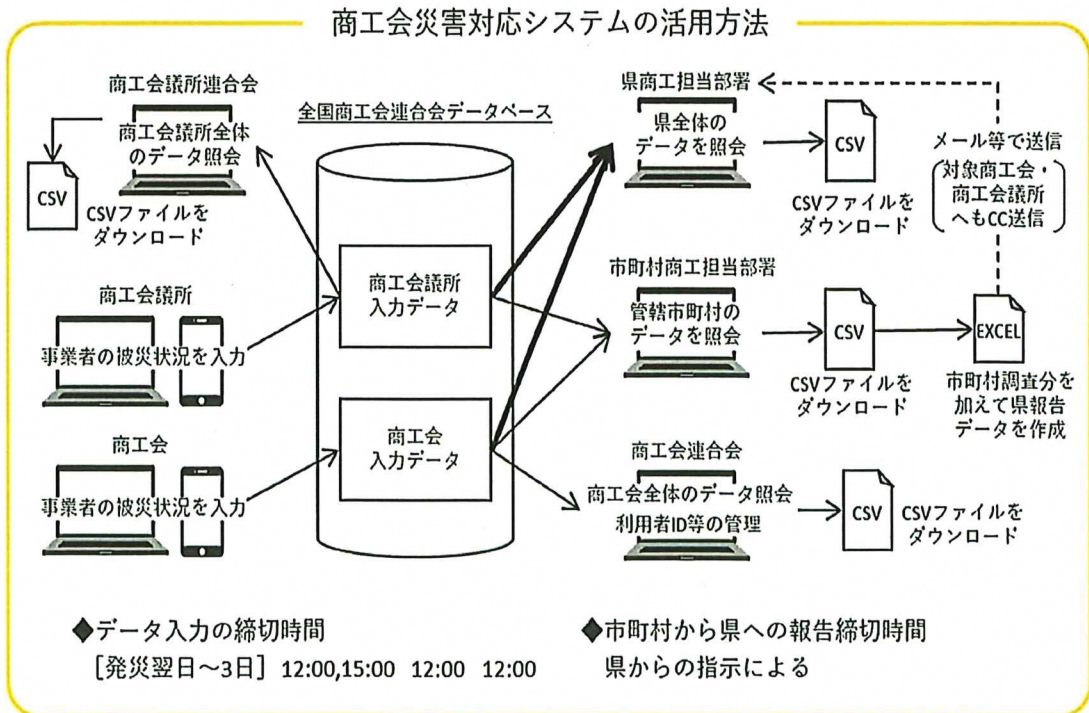 商工会災害対応システムの活用方法
商工会議所連合会
商工会議所全体
のデータ照会
CSV
CSVファイルを
ダウンロード
商工会議所
事業者の被災状況を入力
商工会
事業者の被災状況を入力
全国商工会連合会データベース
商工会議所
入力データ
商工会
入力データ
県商工担当部署
県全体の
データを照会
CSV
CSVファイルを
ダウンロード
メール等で送信
対象商工会・
商工会議所
へもCC送信
市町村商工担当部署
管轄市町村の
データを照会
CSV
CSVファイルを
ダウンロード
EXCEL
市町村調査分を
加えて県報告
データを作成
商工会連合会
商工会全体のデータ照会
利用者ID等の管理
CSV
CSVファイルを
ダウンロード
◆データ入力の締切時間
[発災翌日～3日] 12:00,15:00 12:00 12:00
◆市町村から県への報告締切時間
県からの指示による